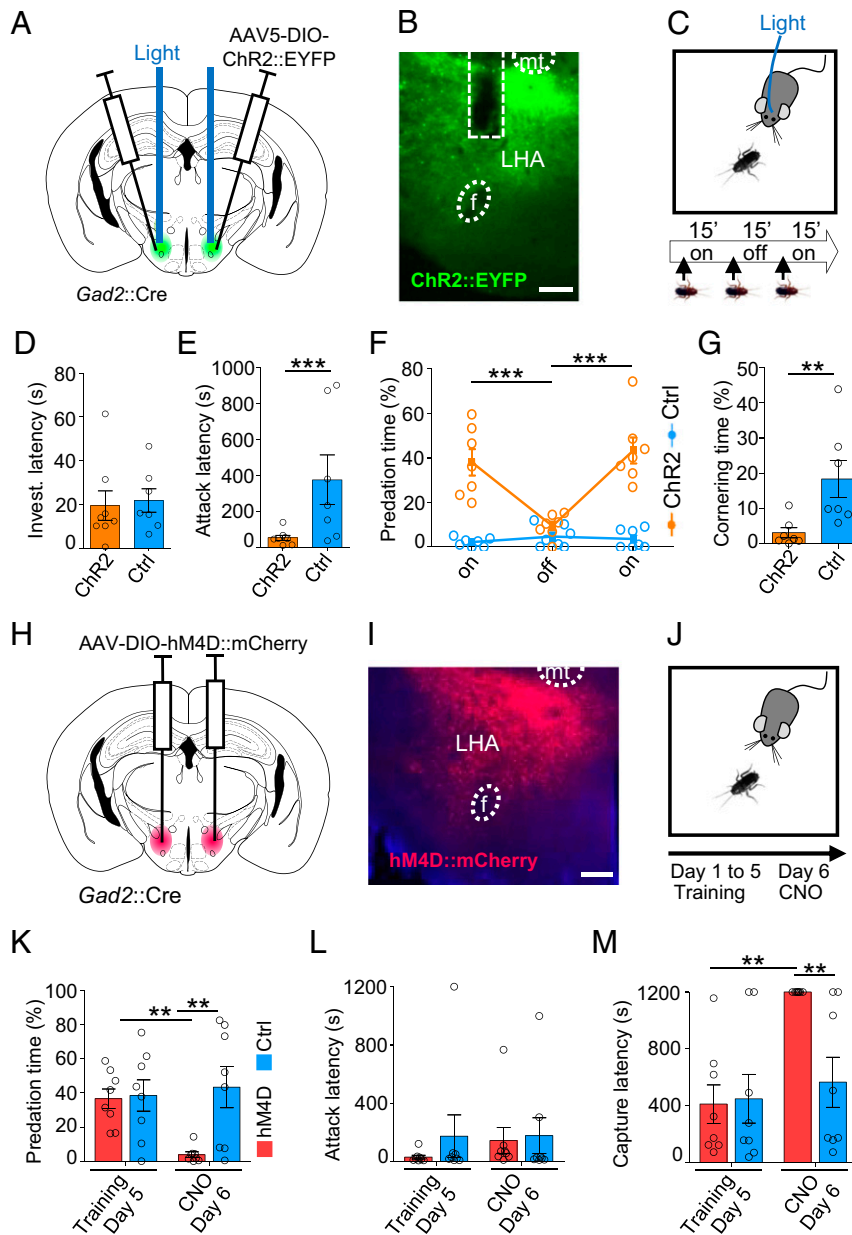 A
AAV5-DIO-
ChR2::EYFP
Light
Gad2::Cre
B
mt
LHA
f
ChR2::EYFP
C
Light
15’ 15’ 15’
on off on
D
Invest. latency (s)
80
60
40
20
0
ChR2
Ctrl
E
Attack latency (s)
1000
800
600
400
200
0
***
ChR2
Ctrl
F
Predation time (%)
80
60
40
20
0
*** ***
on
off
on
ChR2 Ctrl
G
Cornering time (%)
50
40
30
20
10
0
**
ChR2
Ctrl
H
AAV-DIO-hM4D::mCherry
Gad2::Cre
I
mt
LHA
f
hM4D::mCherry
J
Day 1 to 5 Day 6
Training CNO
K
Predation time (%)
100
80
60
40
20
0
** **
Training
Day 5
CNO
Day 6
hM4D Ctrl
L
Attack latency (s)
1200
800
400
0
Training
Day 5
CNO
Day 6
M
Capture latency (s)
1200
800
400
0
** **
Training
Day 5
CNO
Day 6